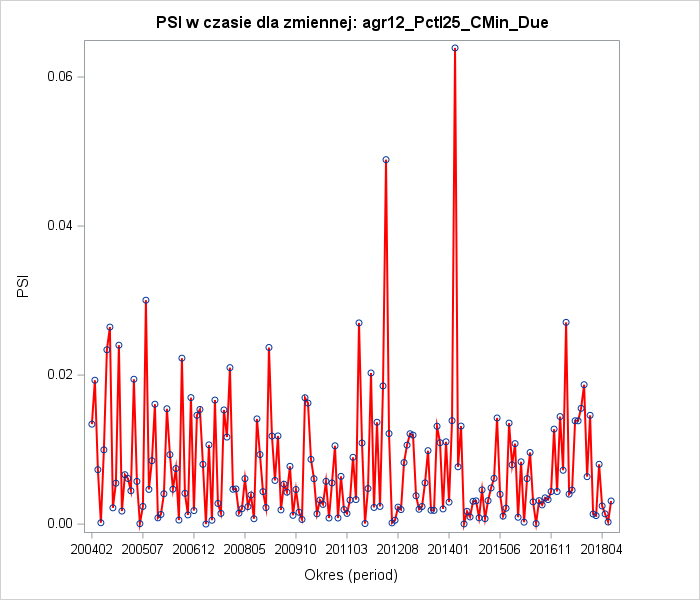 PSI w czasie dla zmiennej: agr12_Pctl25_CMin_Due
0.06
0.04
0.02
0.00
PSI
200402 200507 200612 200805 200910 201103 201208 201401 201506 201611 201804
Okres (period)